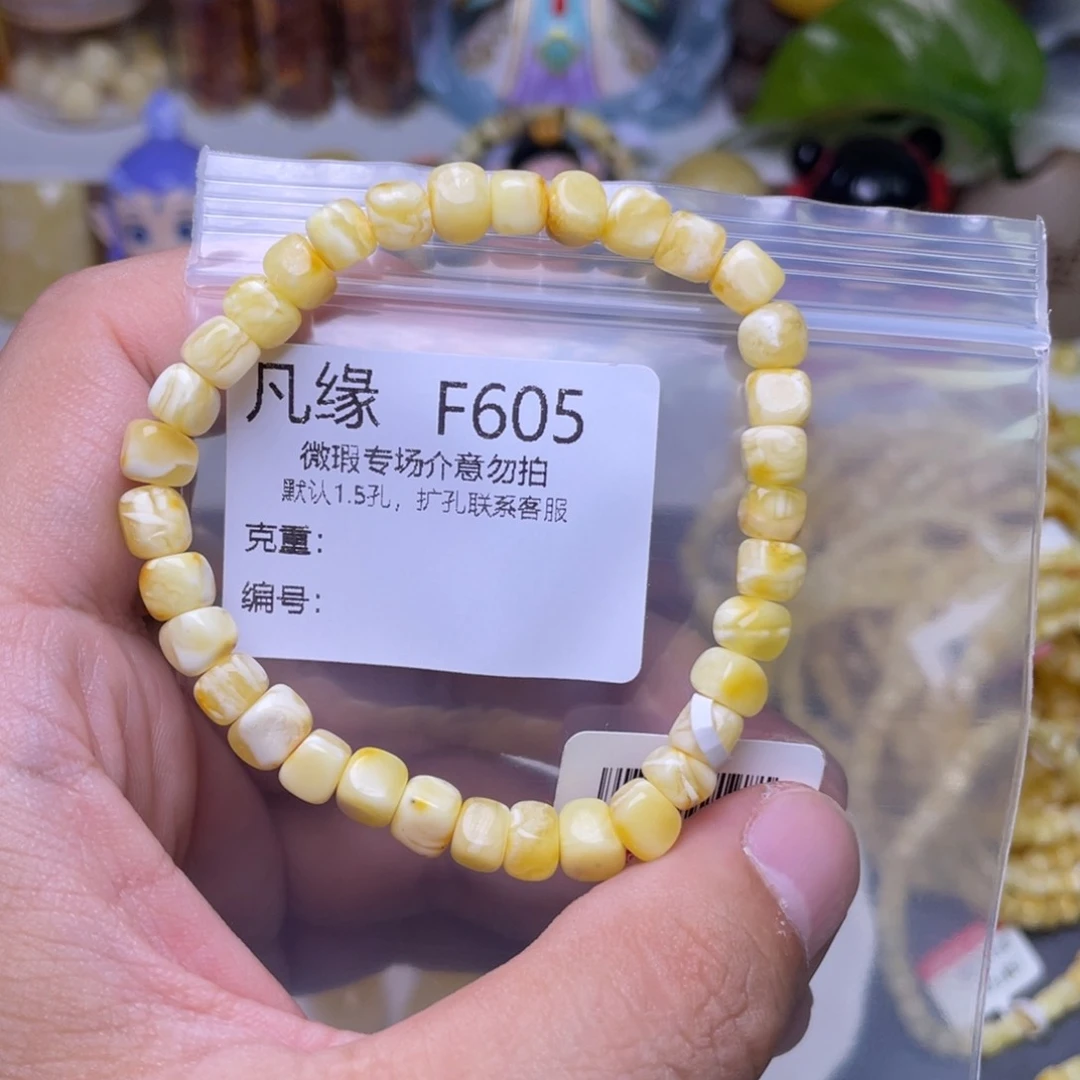 凡缘 F605
微瑕专场介意勿拍
默认1.5孔，扩孔联系客服
克重：
编号：